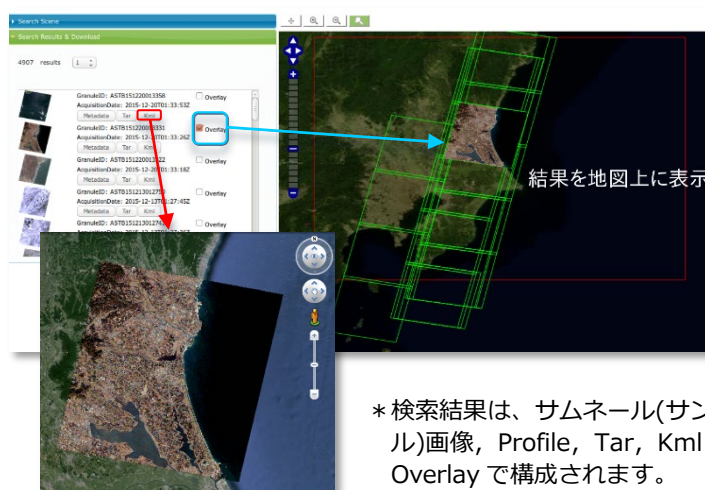 Search Scene
Search Results & Download
4907 results 1
GranuleID: ASTB151220013358
AcquisitionDate: 2015-12-20T01:33:53Z
Metadata Tar Kml
Overlay
AcquisitionDate: 2015-12-20T01:33:26Z
Metadata Tar Kml
Overlay
AcquisitionDate: 2015-12-20T01:33:18Z
Metadata Tar Kml
Overlay
AcquisitionDate: 2015-12-13T01:27:45Z
Metadata Tar Kml
Overlay
Overlay
結果を地図上に表示
N
*検索結果は、サムネール(サン
ル)画像, Profile, Tar, Kml
Overlay で構成されます。